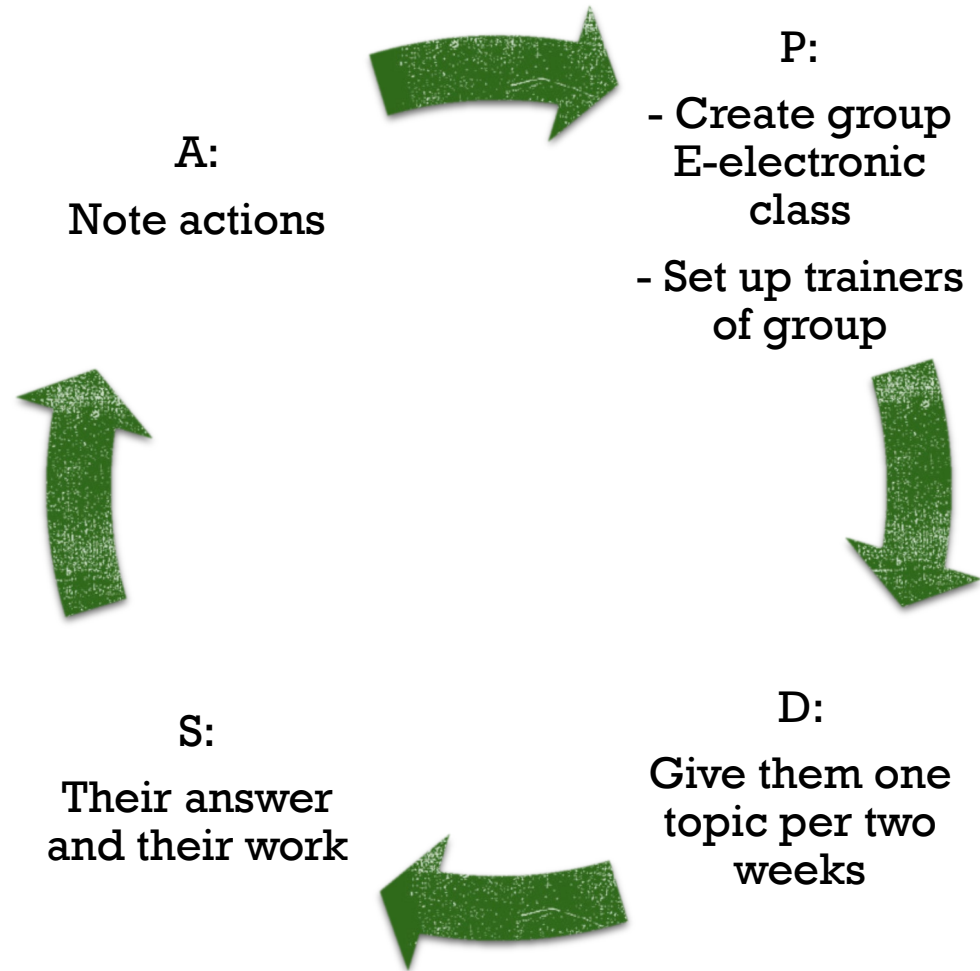 P:
- Create group
E-electronic
class
- Set up trainers
of group
D:
Give them one
topic per two
weeks
S:
Their answer
and their work
A:
Note actions